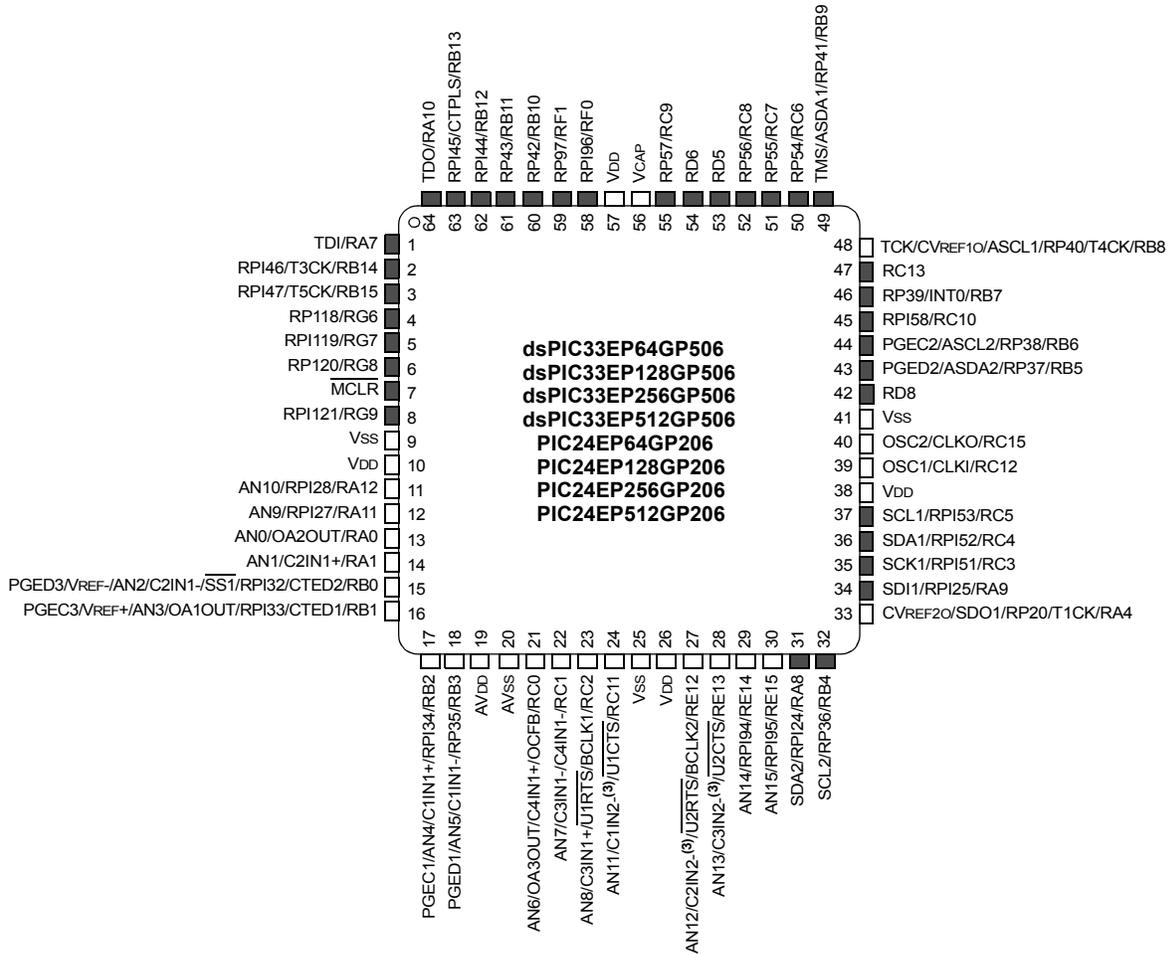 TDO/RA10
RPI45/CTPLS/RB13
RPI44/RB12
RP43/RB11
RP42/RB10
RP97/RF1
RPI96/RF0
VDD
VCAP
RP57/RC9
RD6
RD5
RP56/RC8
RP55/RC7
RP54/RC6
TMS/ASDA1/RP41/RB9
64 63 62 61 60 59 58 57 56 55 54 53 52 51 50 49
TDI/RA7 1
RPI46/T3CK/RB14 2
RPI47/T5CK/RB15 3
RP118/RG6 4
RPI119/RG7 5
RP120/RG8 6
MCLR 7
RPI121/RG9 8
VSS 9
VDD 10
AN10/RPI28/RA12 11
AN9/RPI27/RA11 12
AN0/OA2OUT/RA0 13
AN1/C2IN1+/RA1 14
PGED3/VREF-/AN2/C2IN1-/SS1/RPI32/CTED2/RB0 15
PGEC3/VREF+/AN3/OA1OUT/RPI33/CTED1/RB1 16
dsPIC33EP64GP506
dsPIC33EP128GP506
dsPIC33EP256GP506
dsPIC33EP512GP506
PIC24EP64GP206
PIC24EP128GP206
PIC24EP256GP206
PIC24EP512GP206
48 TCK/CVREF1O/ASCL1/RP40/T4CK/RB8
47 RC13
46 RP39/INT0/RB7
45 RPI58/RC10
44 PGEC2/ASCL2/RP38/RB6
43 PGED2/ASDA2/RP37/RB5
42 RD8
41 VSS
40 OSC2/CLKO/RC15
39 OSC1/CLKI/RC12
38 VDD
37 SCL1/RPI53/RC5
36 SDA1/RPI52/RC4
35 SCK1/RPI51/RC3
34 SDI1/RPI25/RA9
33 CVREF2O/SDO1/RP20/T1CK/RA4
17 18 19 20 21 22 23 24 25 26 27 28 29 30 31 32
PGEC1/AN4/C1IN1+/RPI34/RB2
PGED1/AN5/C1IN1-/RP35/RB3
AVDD
AVSS
AN6/OA3OUT/C4IN1+/OCFB/RC0
AN7/C3IN1-/C4IN1-/RC1
AN8/C3IN1+/U1RTS/BCLK1/RC2
AN11/C1IN2-(3)/U1CTS/RC11
VSS
VDD
AN12/C2IN2-(3)/U2RTS/BCLK2/RE12
AN13/C3IN2-(3)/U2CTS/RE13
AN14/RPI94/RE14
AN15/RPI95/RE15
SDA2/RPI24/RA8
SCL2/RP36/RB4